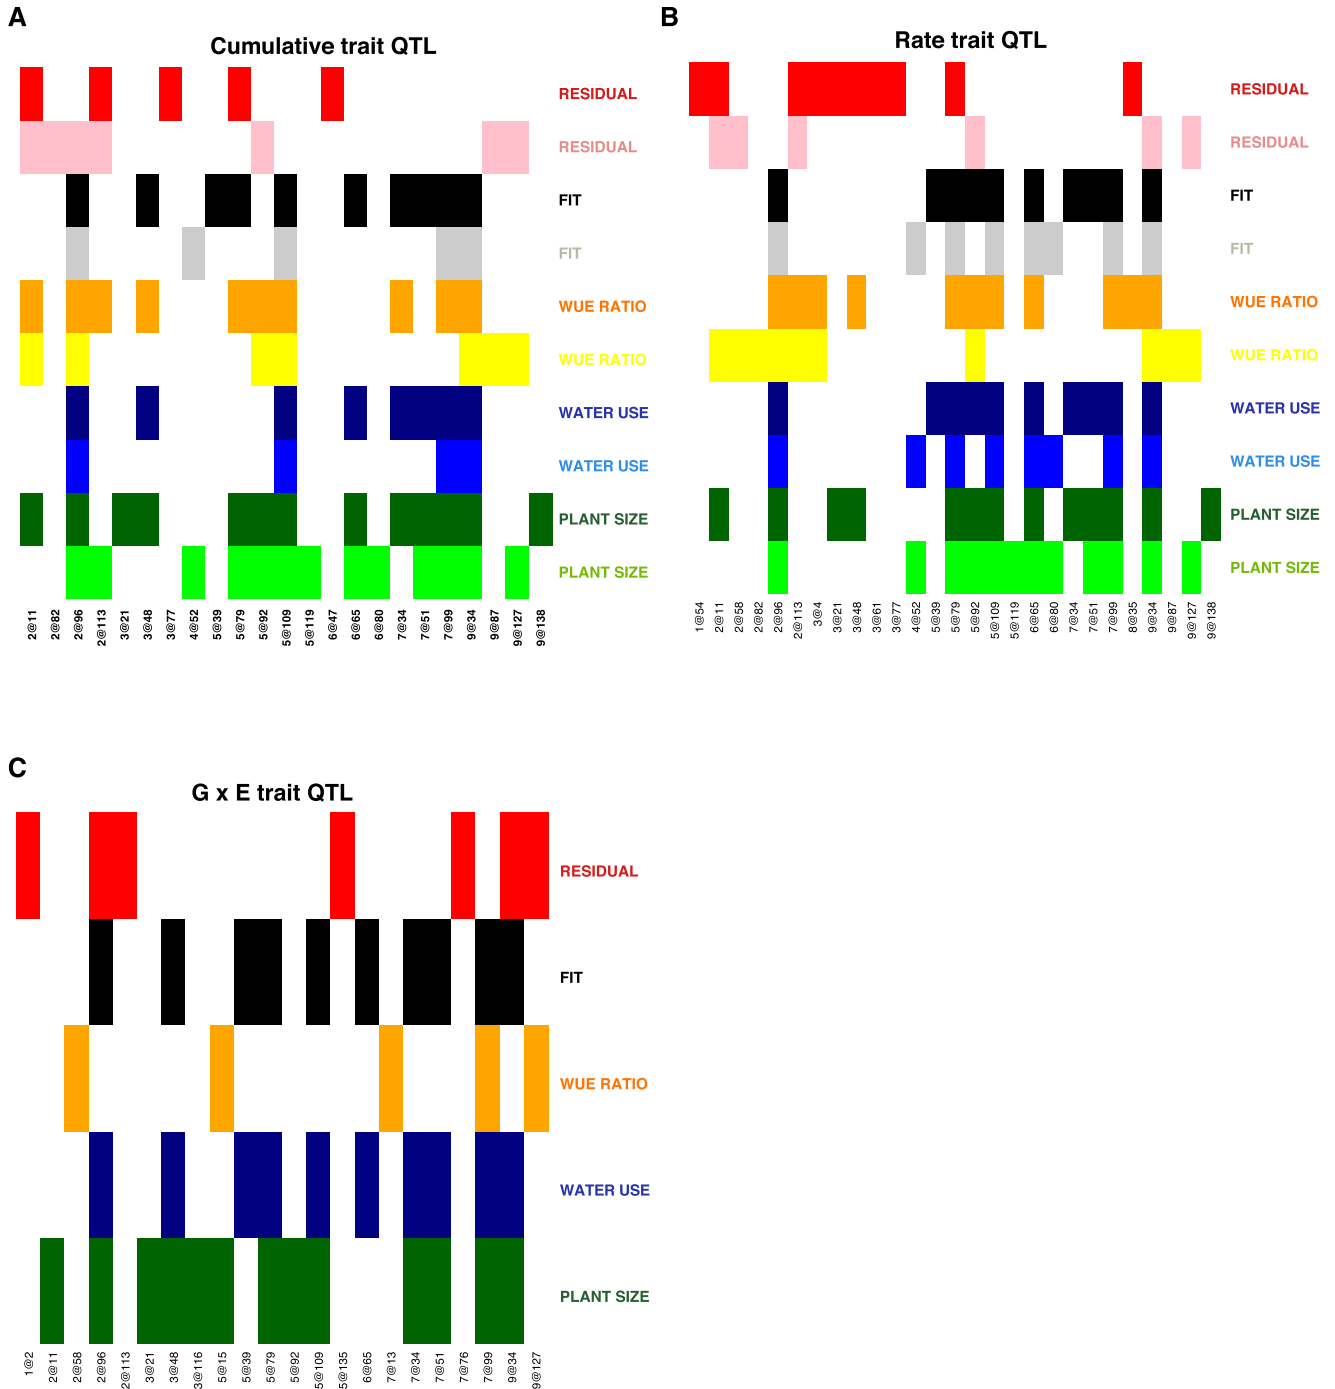 A
Cumulative trait QTL
RESIDUAL
RESIDUAL
FIT
FIT
WUE RATIO
WUE RATIO
WATER USE
WATER USE
PLANT SIZE
PLANT SIZE
2@11
2@82
2@96
2@113
3@21
3@48
3@77
4@52
5@39
5@79
5@92
5@109
5@119
6@47
6@65
6@80
7@34
7@51
7@99
9@34
9@87
9@127
9@138
B
Rate trait QTL
RESIDUAL
RESIDUAL
FIT
FIT
WUE RATIO
WUE RATIO
WATER USE
WATER USE
PLANT SIZE
PLANT SIZE
1@54
2@11
2@58
2@82
2@96
2@113
3@4
3@21
3@48
3@61
3@77
4@52
5@39
5@79
5@92
5@109
5@119
6@65
6@80
7@34
7@51
7@99
8@35
9@34
9@87
9@127
9@138
C
G x E trait QTL
RESIDUAL
FIT
WUE RATIO
WATER USE
PLANT SIZE
1@2
2@11
2@58
2@96
2@113
3@21
3@48
3@116
5@15
5@39
5@79
5@92
5@109
5@135
6@65
7@13
7@34
7@51
7@76
7@99
9@34
9@127